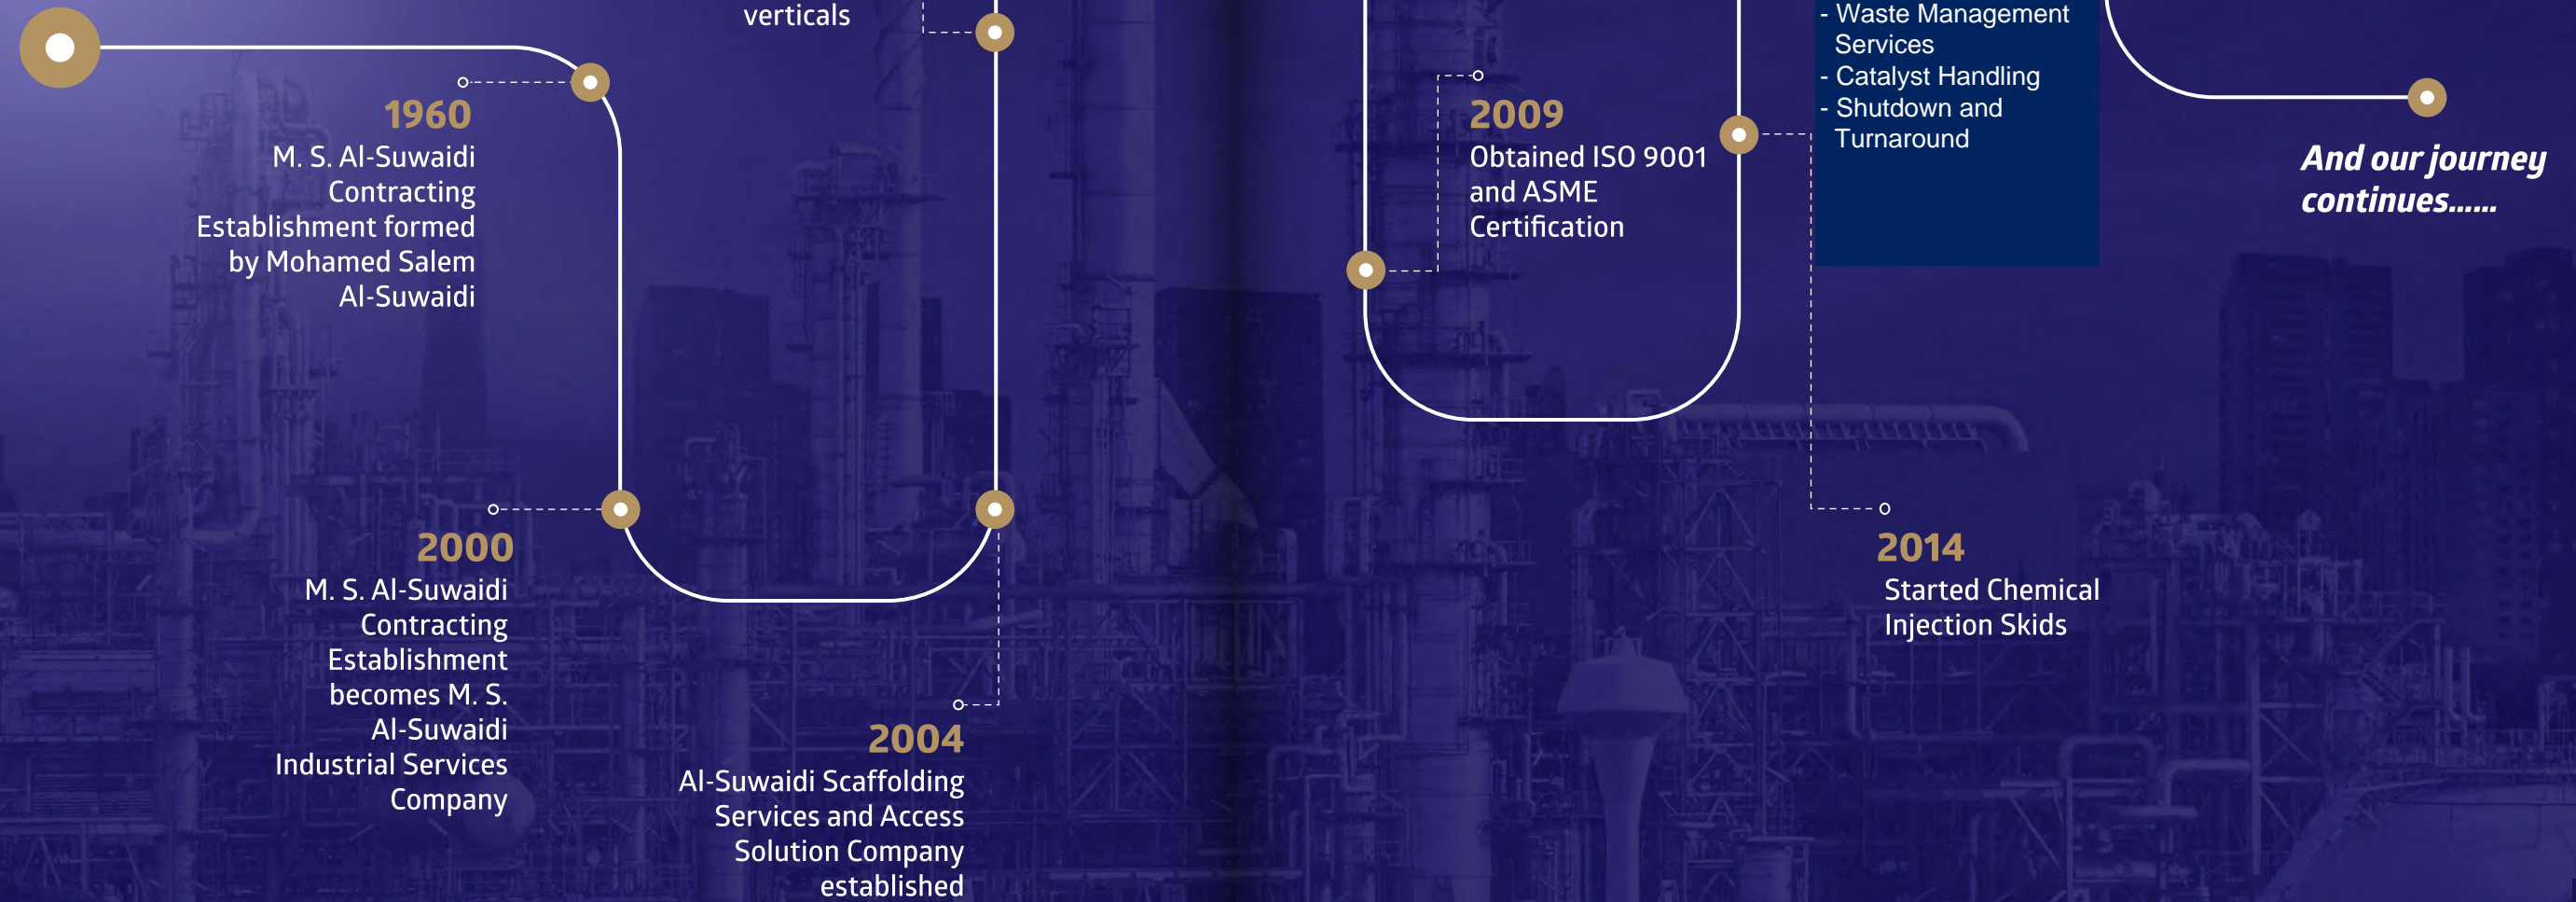 verticals
1960
M. S. Al-Suwaidi
Contracting
Establishment formed
by Mohamed Salem
Al-Suwaidi
2000
M. S. Al-Suwaidi
Contracting
Establishment
becomes M. S.
Al-Suwaidi
Industrial Services
Company
2004
Al-Suwaidi Scaffolding
Services and Access
Solution Company
established
2009
Obtained ISO 9001
and ASME
Certification
- Waste Management
Services
- Catalyst Handling
- Shutdown and
Turnaround
2014
Started Chemical
Injection Skids
And our journey
continues......